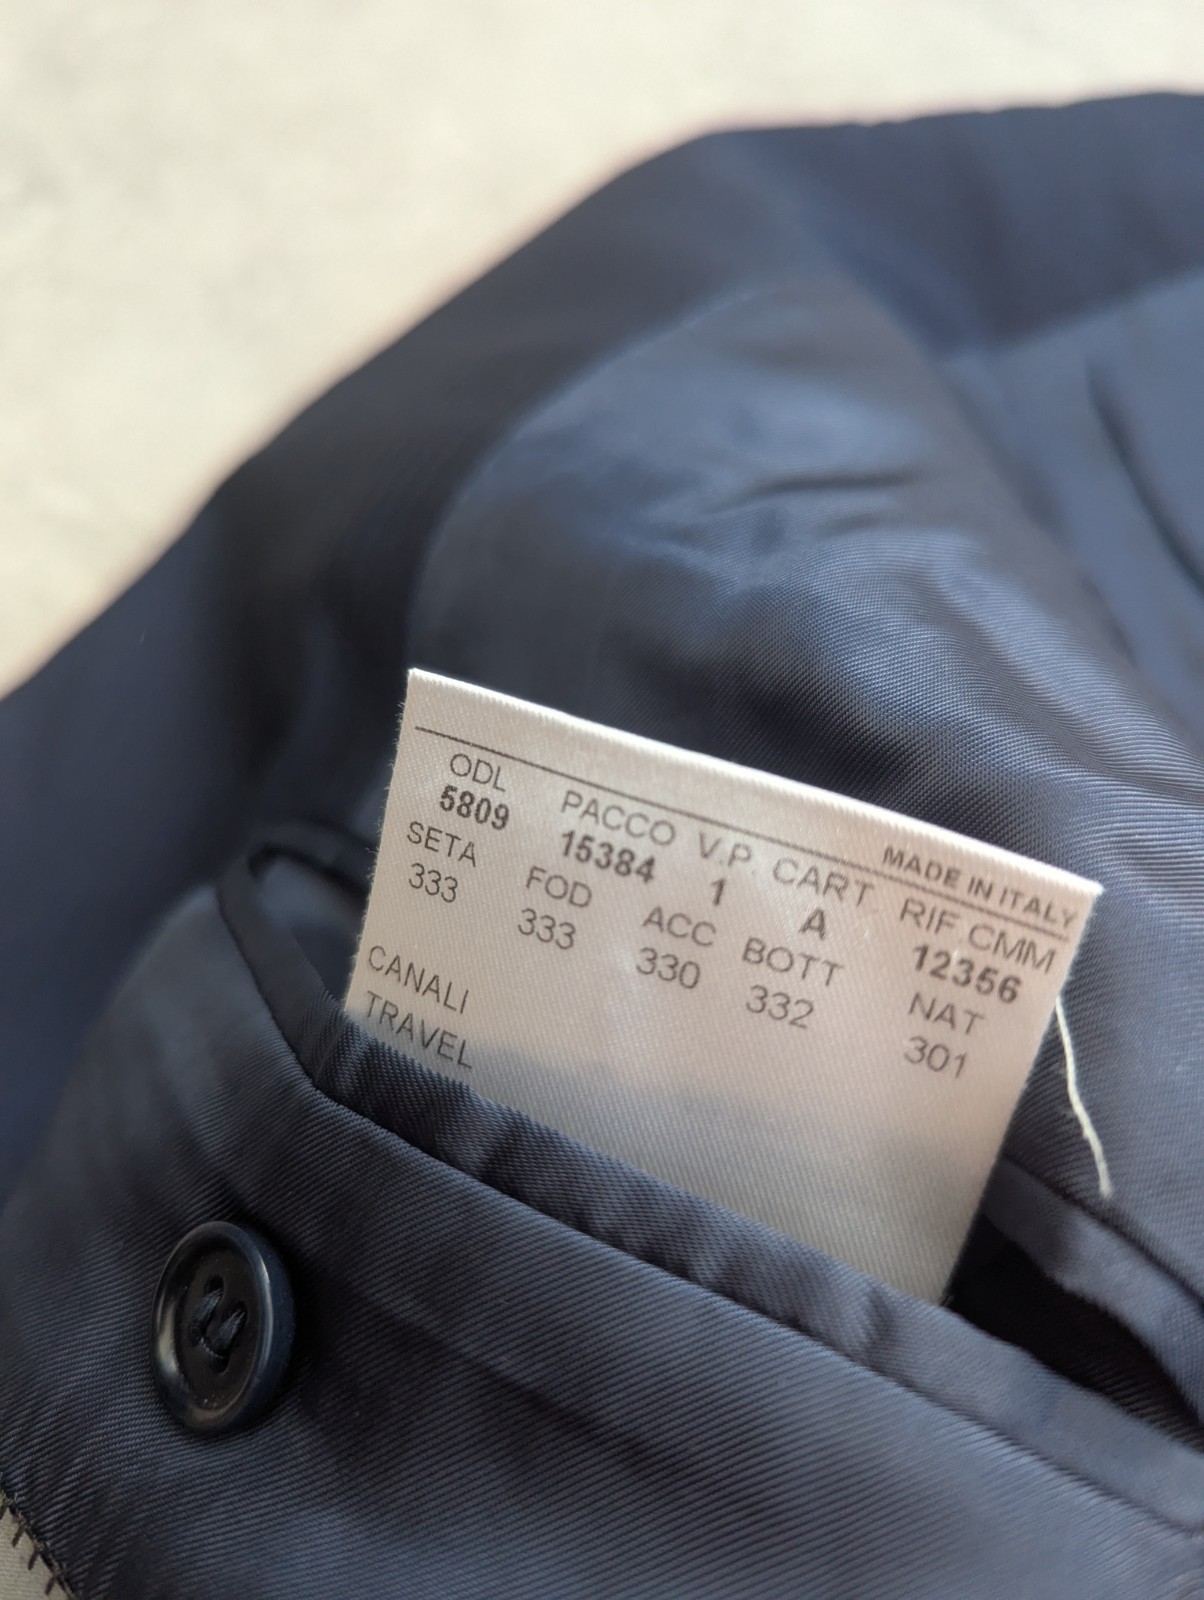 MADE IN ITALY
ODL PACCO V.P. CART. RIF CMM
5809 15384 1 A 12356
SETA FOD ACC BOTT NAT
333 333 330 332 301
CANALI
TRAVEL